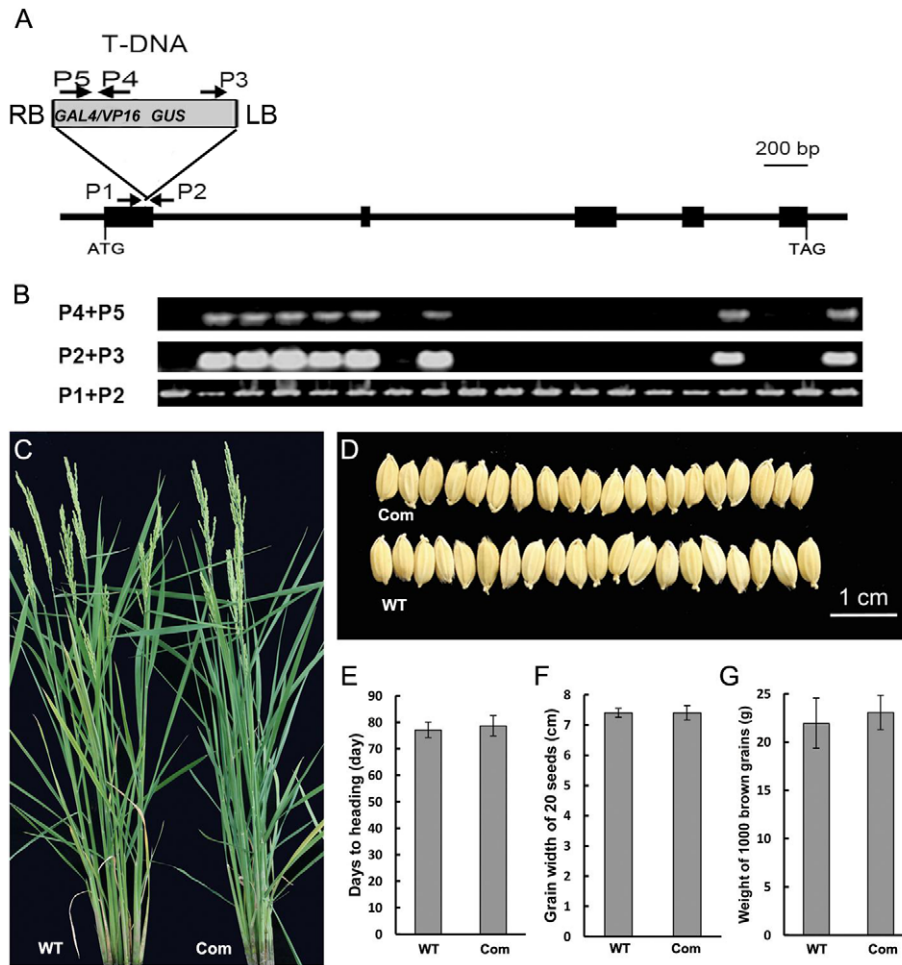 A
T-DNA
P5 P4 P3
RB GAL4/VP16 GUS LB
200 bp
P1 P2
ATG TAG
B
P4+P5
P2+P3
P1+P2
C
WT Com
D
Com
WT
1 cm
E
Days to heading (day)
90
80
70
60
50
40
30
20
10
0
WT Com
F
Grain width of 20 seeds (cm)
8
7
6
5
4
3
2
1
0
WT Com
G
Weight of 1000 brown grains (g)
25
20
15
10
5
0
WT Com